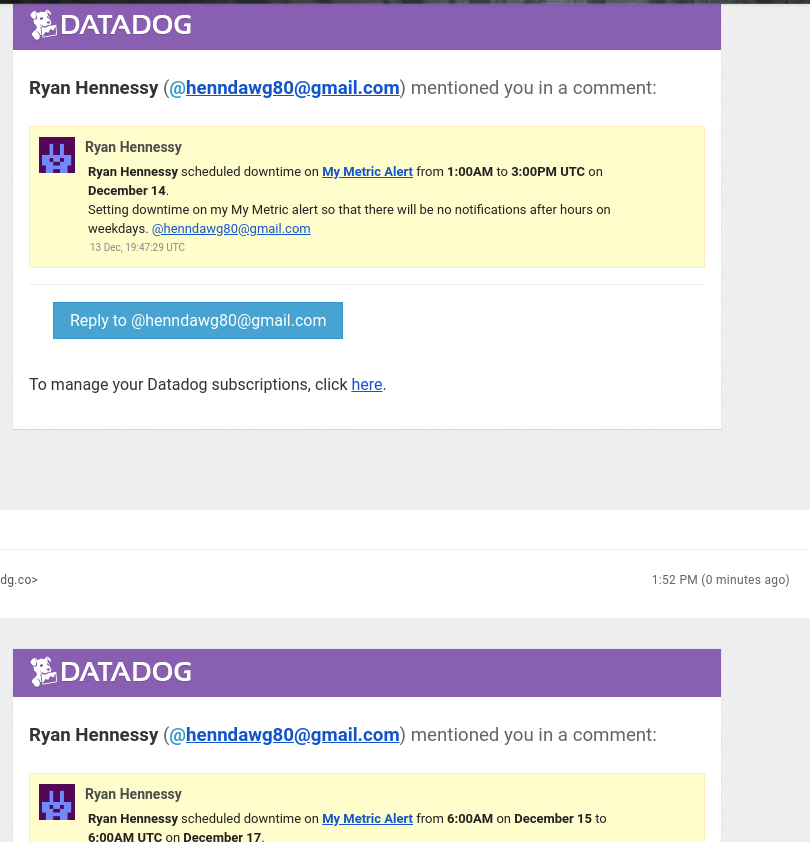 DATADOG
Ryan Hennessy (@henndawg80@gmail.com) mentioned you in a comment:
Ryan Hennessy
Ryan Hennessy scheduled downtime on My Metric Alert from 1:00AM to 3:00PM UTC on
December 14.
Setting downtime on my My Metric alert so that there will be no notifications after hours on
weekdays. @henndawg80@gmail.com
13 Dec, 19:47:29 UTC
Reply to @henndawg80@gmail.com
To manage your Datadog subscriptions, click here.
dg.co> 1:52 PM (0 minutes ago)
DATADOG
Ryan Hennessy (@henndawg80@gmail.com) mentioned you in a comment:
Ryan Hennessy
Ryan Hennessy scheduled downtime on My Metric Alert from 6:00AM on December 15 to
6:00AM UTC on December 17.